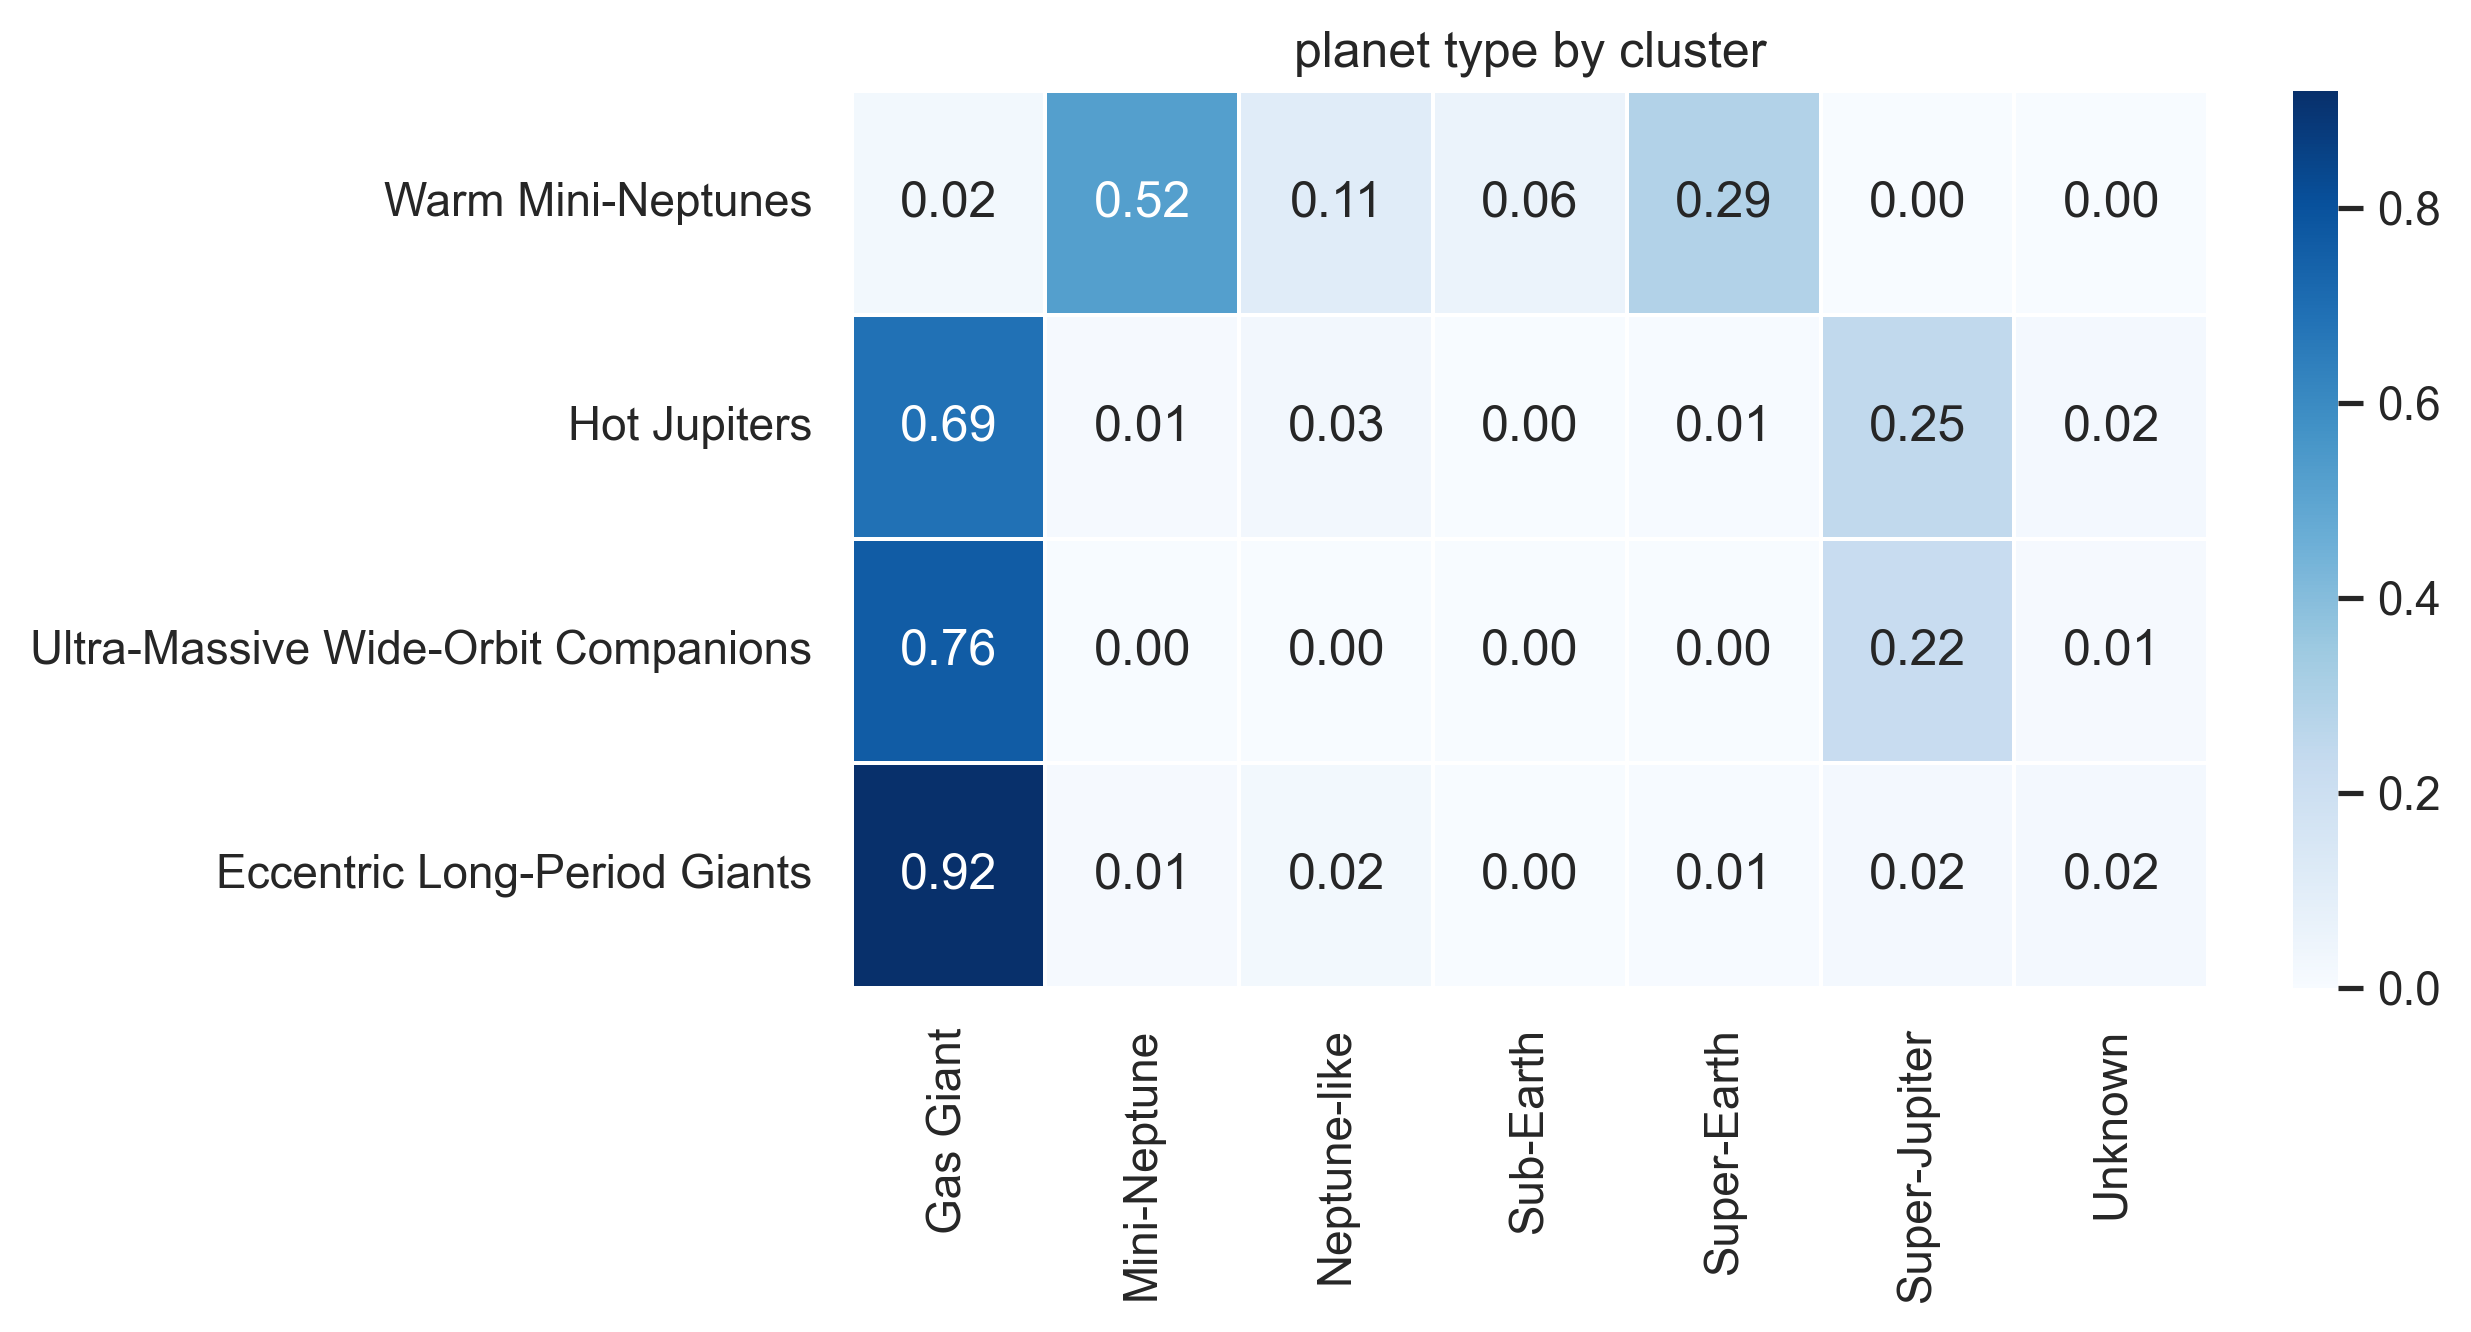 planet type by cluster
Warm Mini-Neptunes 0.02 0.52 0.11 0.06 0.29 0.00 0.00
Hot Jupiters 0.69 0.01 0.03 0.00 0.01 0.25 0.02
Ultra-Massive Wide-Orbit Companions 0.76 0.00 0.00 0.00 0.00 0.22 0.01
Eccentric Long-Period Giants 0.92 0.01 0.02 0.00 0.01 0.02 0.02
Gas Giant
Mini-Neptune
Neptune-like
Sub-Earth
Super-Earth
Super-Jupiter
Unknown
0.8
0.6
0.4
0.2
0.0